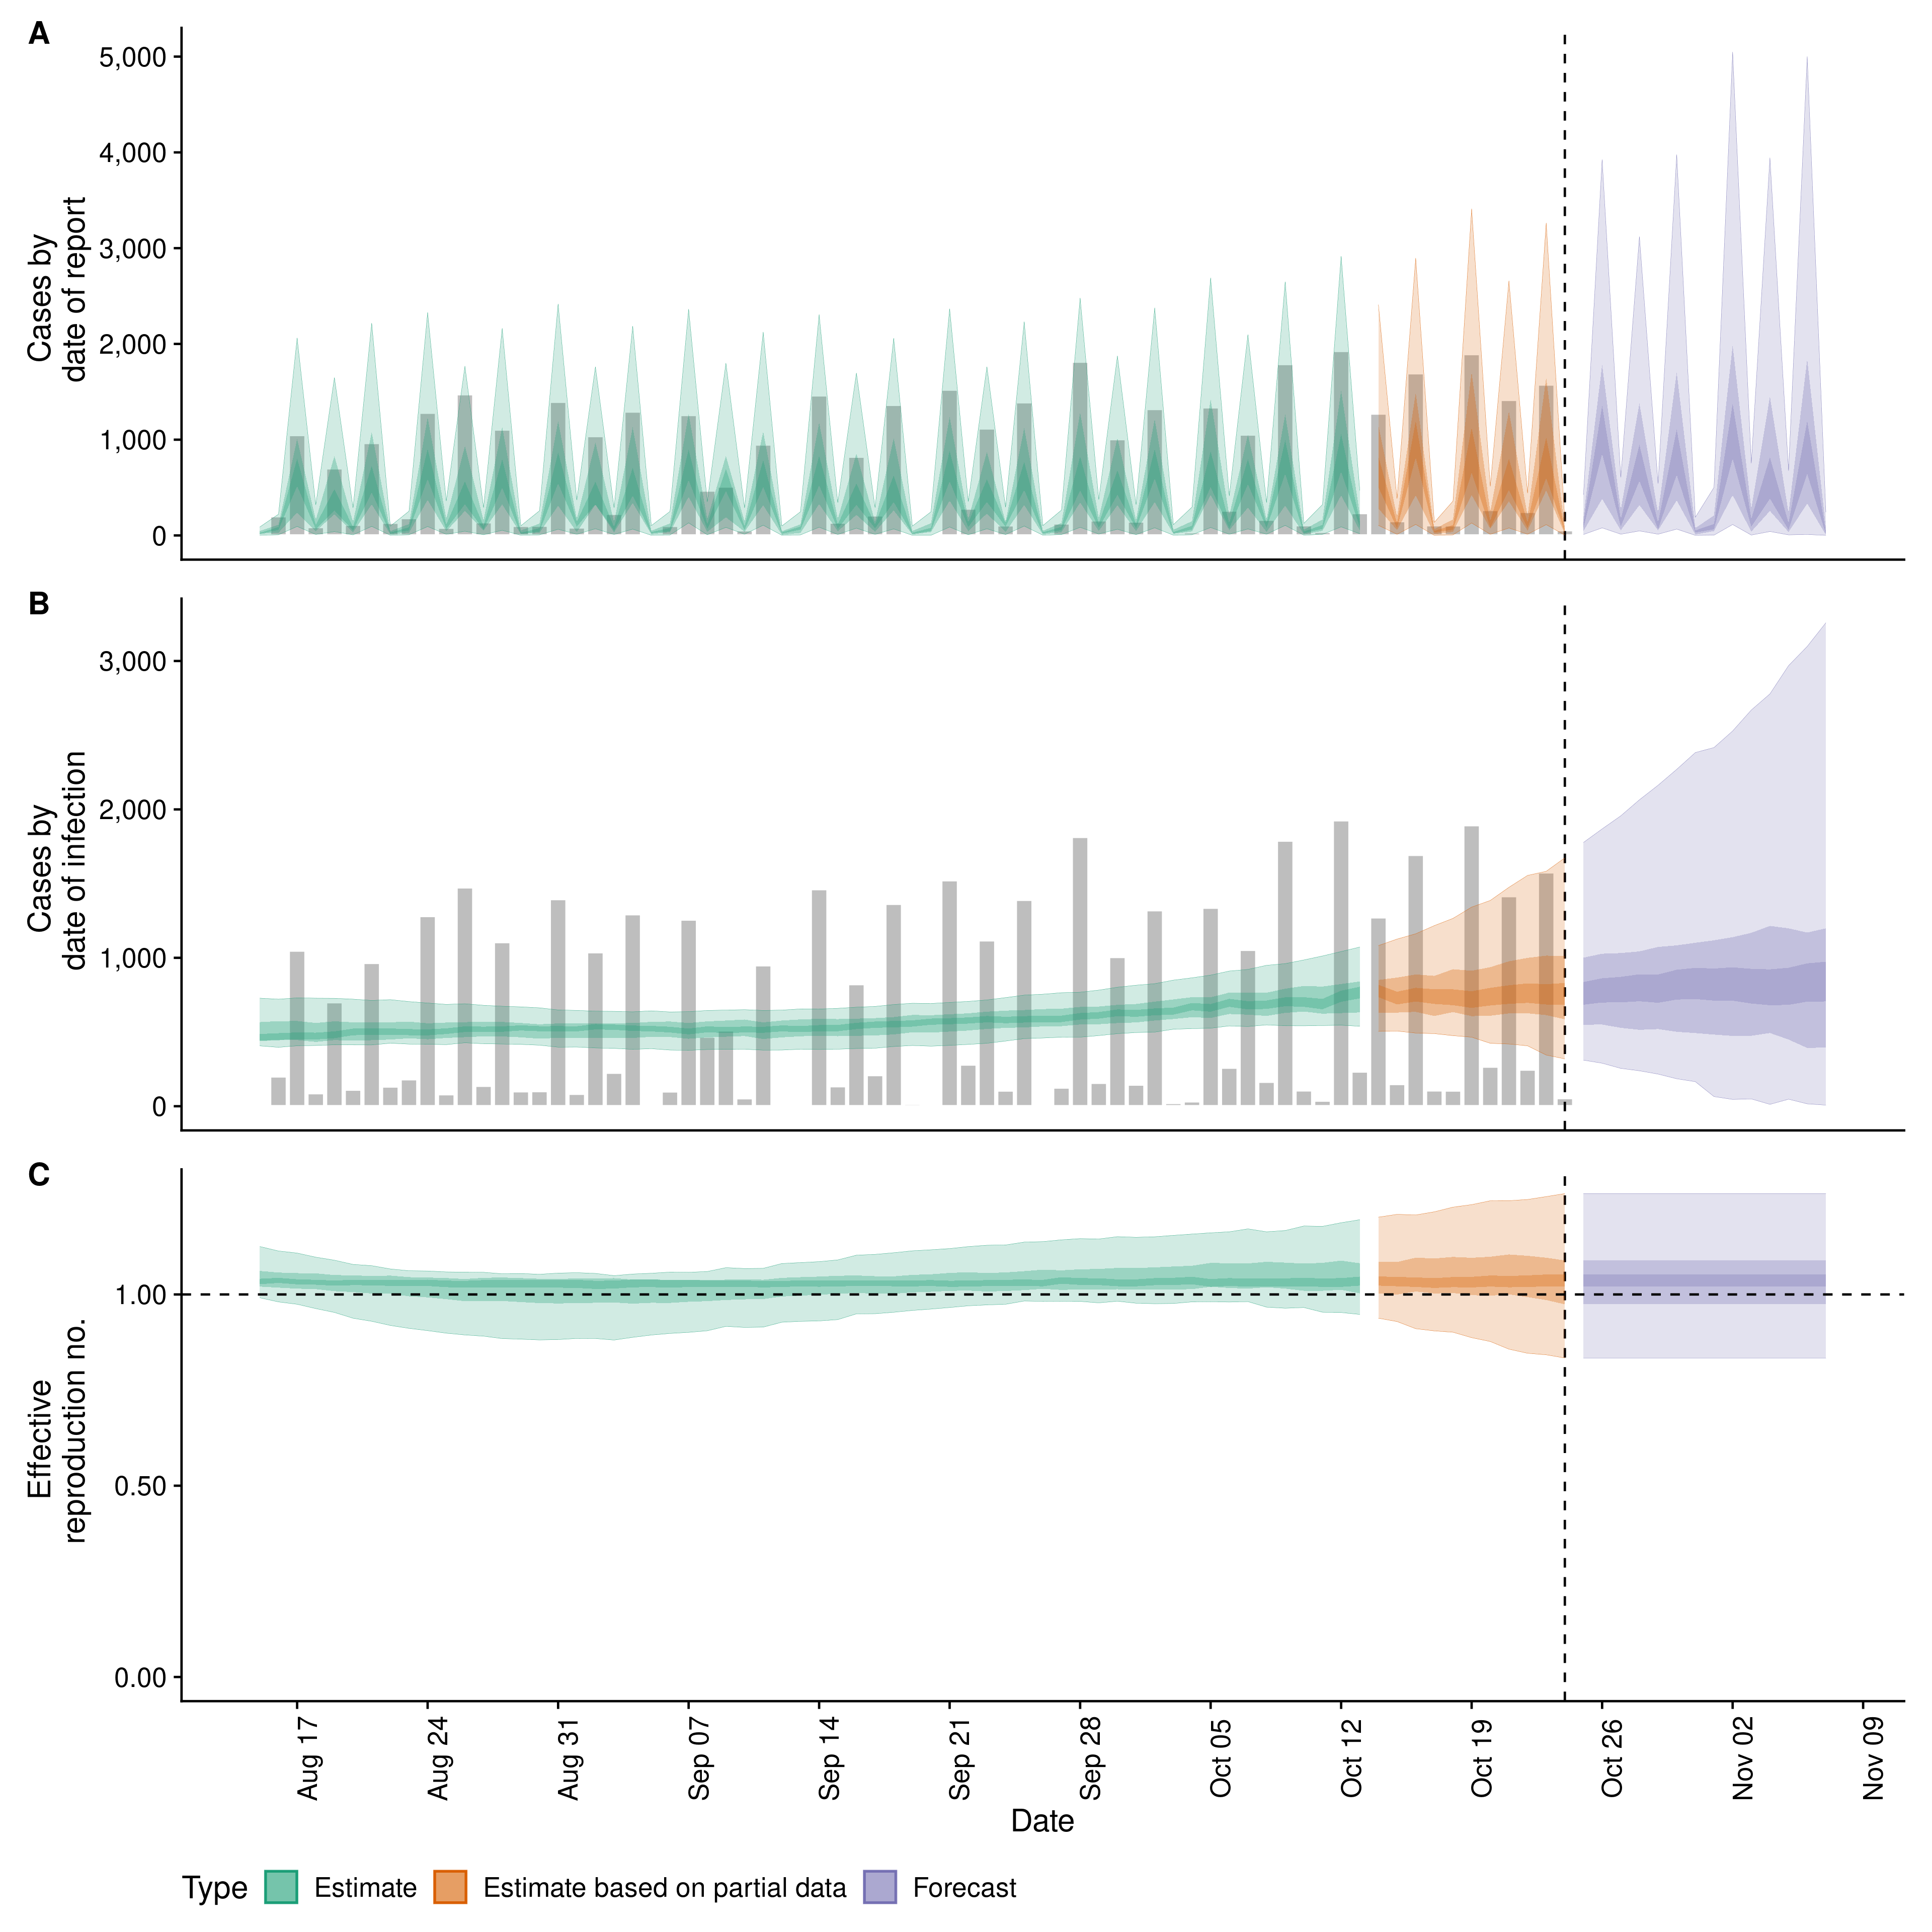 A
5,000
4,000
3,000
2,000
1,000
0
Cases by
date of report
B
3,000
2,000
1,000
0
Cases by
date of infection
C
1.00
0.50
0.00
Effective
reproduction no.
Aug 17
Aug 24
Aug 31
Sep 07
Sep 14
Sep 21
Sep 28
Oct 05
Oct 12
Oct 19
Oct 26
Nov 02
Nov 09
Date
Type Estimate Estimate based on partial data Forecast